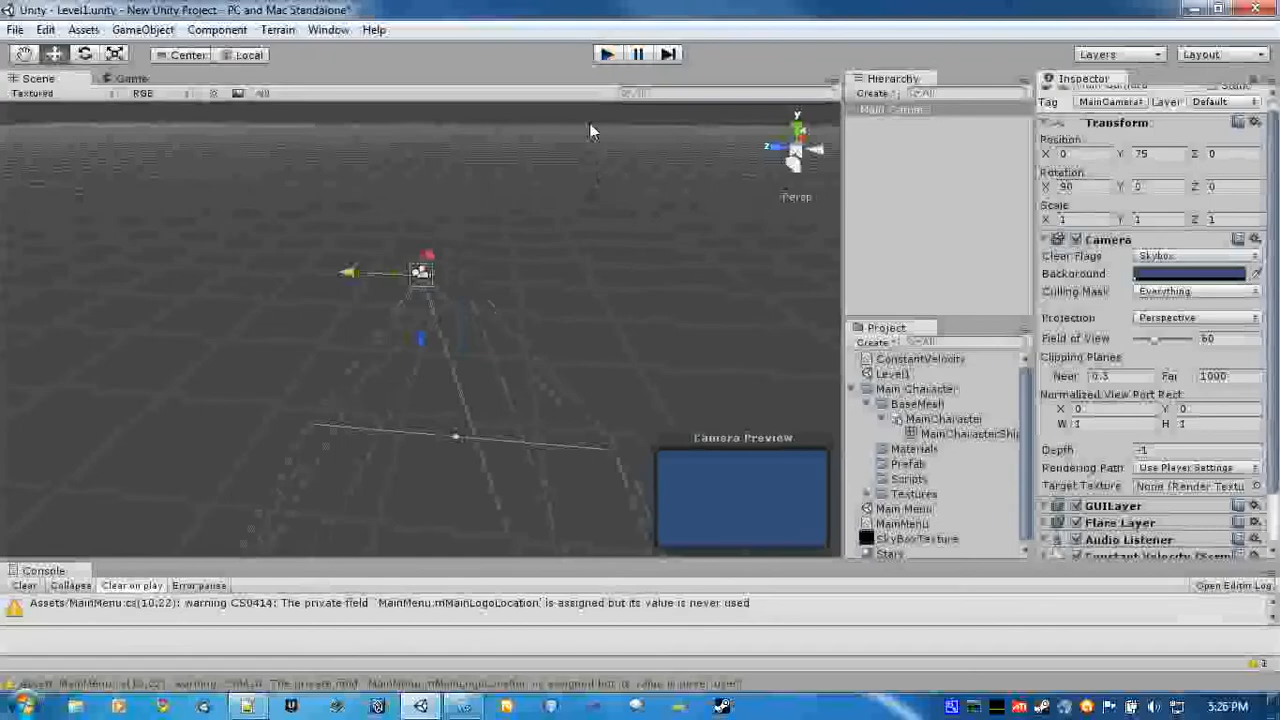 Unity - Level1.unity - New Unity Project - PC and Mac Standalone*
File Edit Assets GameObject Component Terrain Window Help
Center Local Layers Layout
Scene Game Hierarchy Inspector
Textured RGB All Create All
Tag MainCamera Layer Default
Main Camera
Transform
Position
X 0 Y 75 Z 0
Rotation
X 90 Y 0 Z 0
Scale
X 1 Y 1 Z 1
y
z
Persp
Camera
Clear Flags Skybox
Background
Culling Mask Everything
Projection Perspective
Field of View 60
Clipping Planes
Near 0.3 Far 1000
Normalized View Port Rect
X 0 Y 0
W 1 H 1
Depth -1
Rendering Path Use Player Settings
Target Texture None (Render Textu
GUILayer
Flare Layer
Audio Listener
Constant Velocity
Project
Create All
ConstantVelocity
Level1
Main Character
BaseMesh
MainCharacter
MainCharacterShip
Materials
Prefab
Scripts
Textures
Main Menu
MainMenu
SkyBoxTexture
Stars
Camera Preview
Console
Clear Collapse Clear on play Error pause Open Editor Log
Assets/MainMenu.cs(10,22): warning CS0414: The private field `MainMenu.mMainLogoLocation' is assigned but its value is never used
5:26 PM